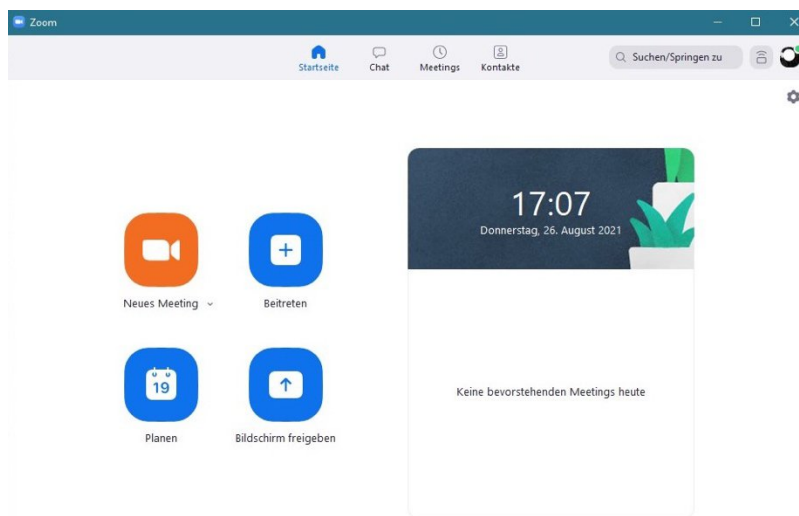 Zoom
Startseite
Chat
Meetings
Kontakte
Suchen/Springen zu
17:07
Donnerstag, 26. August 2021
Neues Meeting
Beitreten
19
Planen
Bildschirm freigeben
Keine bevorstehenden Meetings heute